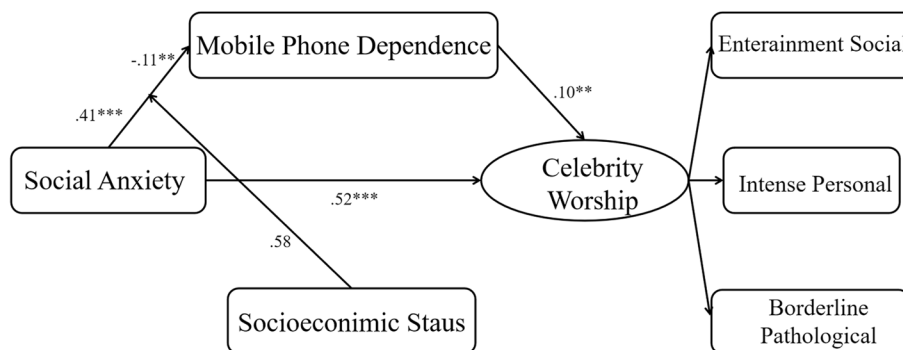 Mobile Phone Dependence
Enterainment Social
-.11**
.10**
.41***
Social Anxiety
Celebrity
Worship
Intense Personal
.52***
.58
Socioeconimic Staus
Borderline
Pathological